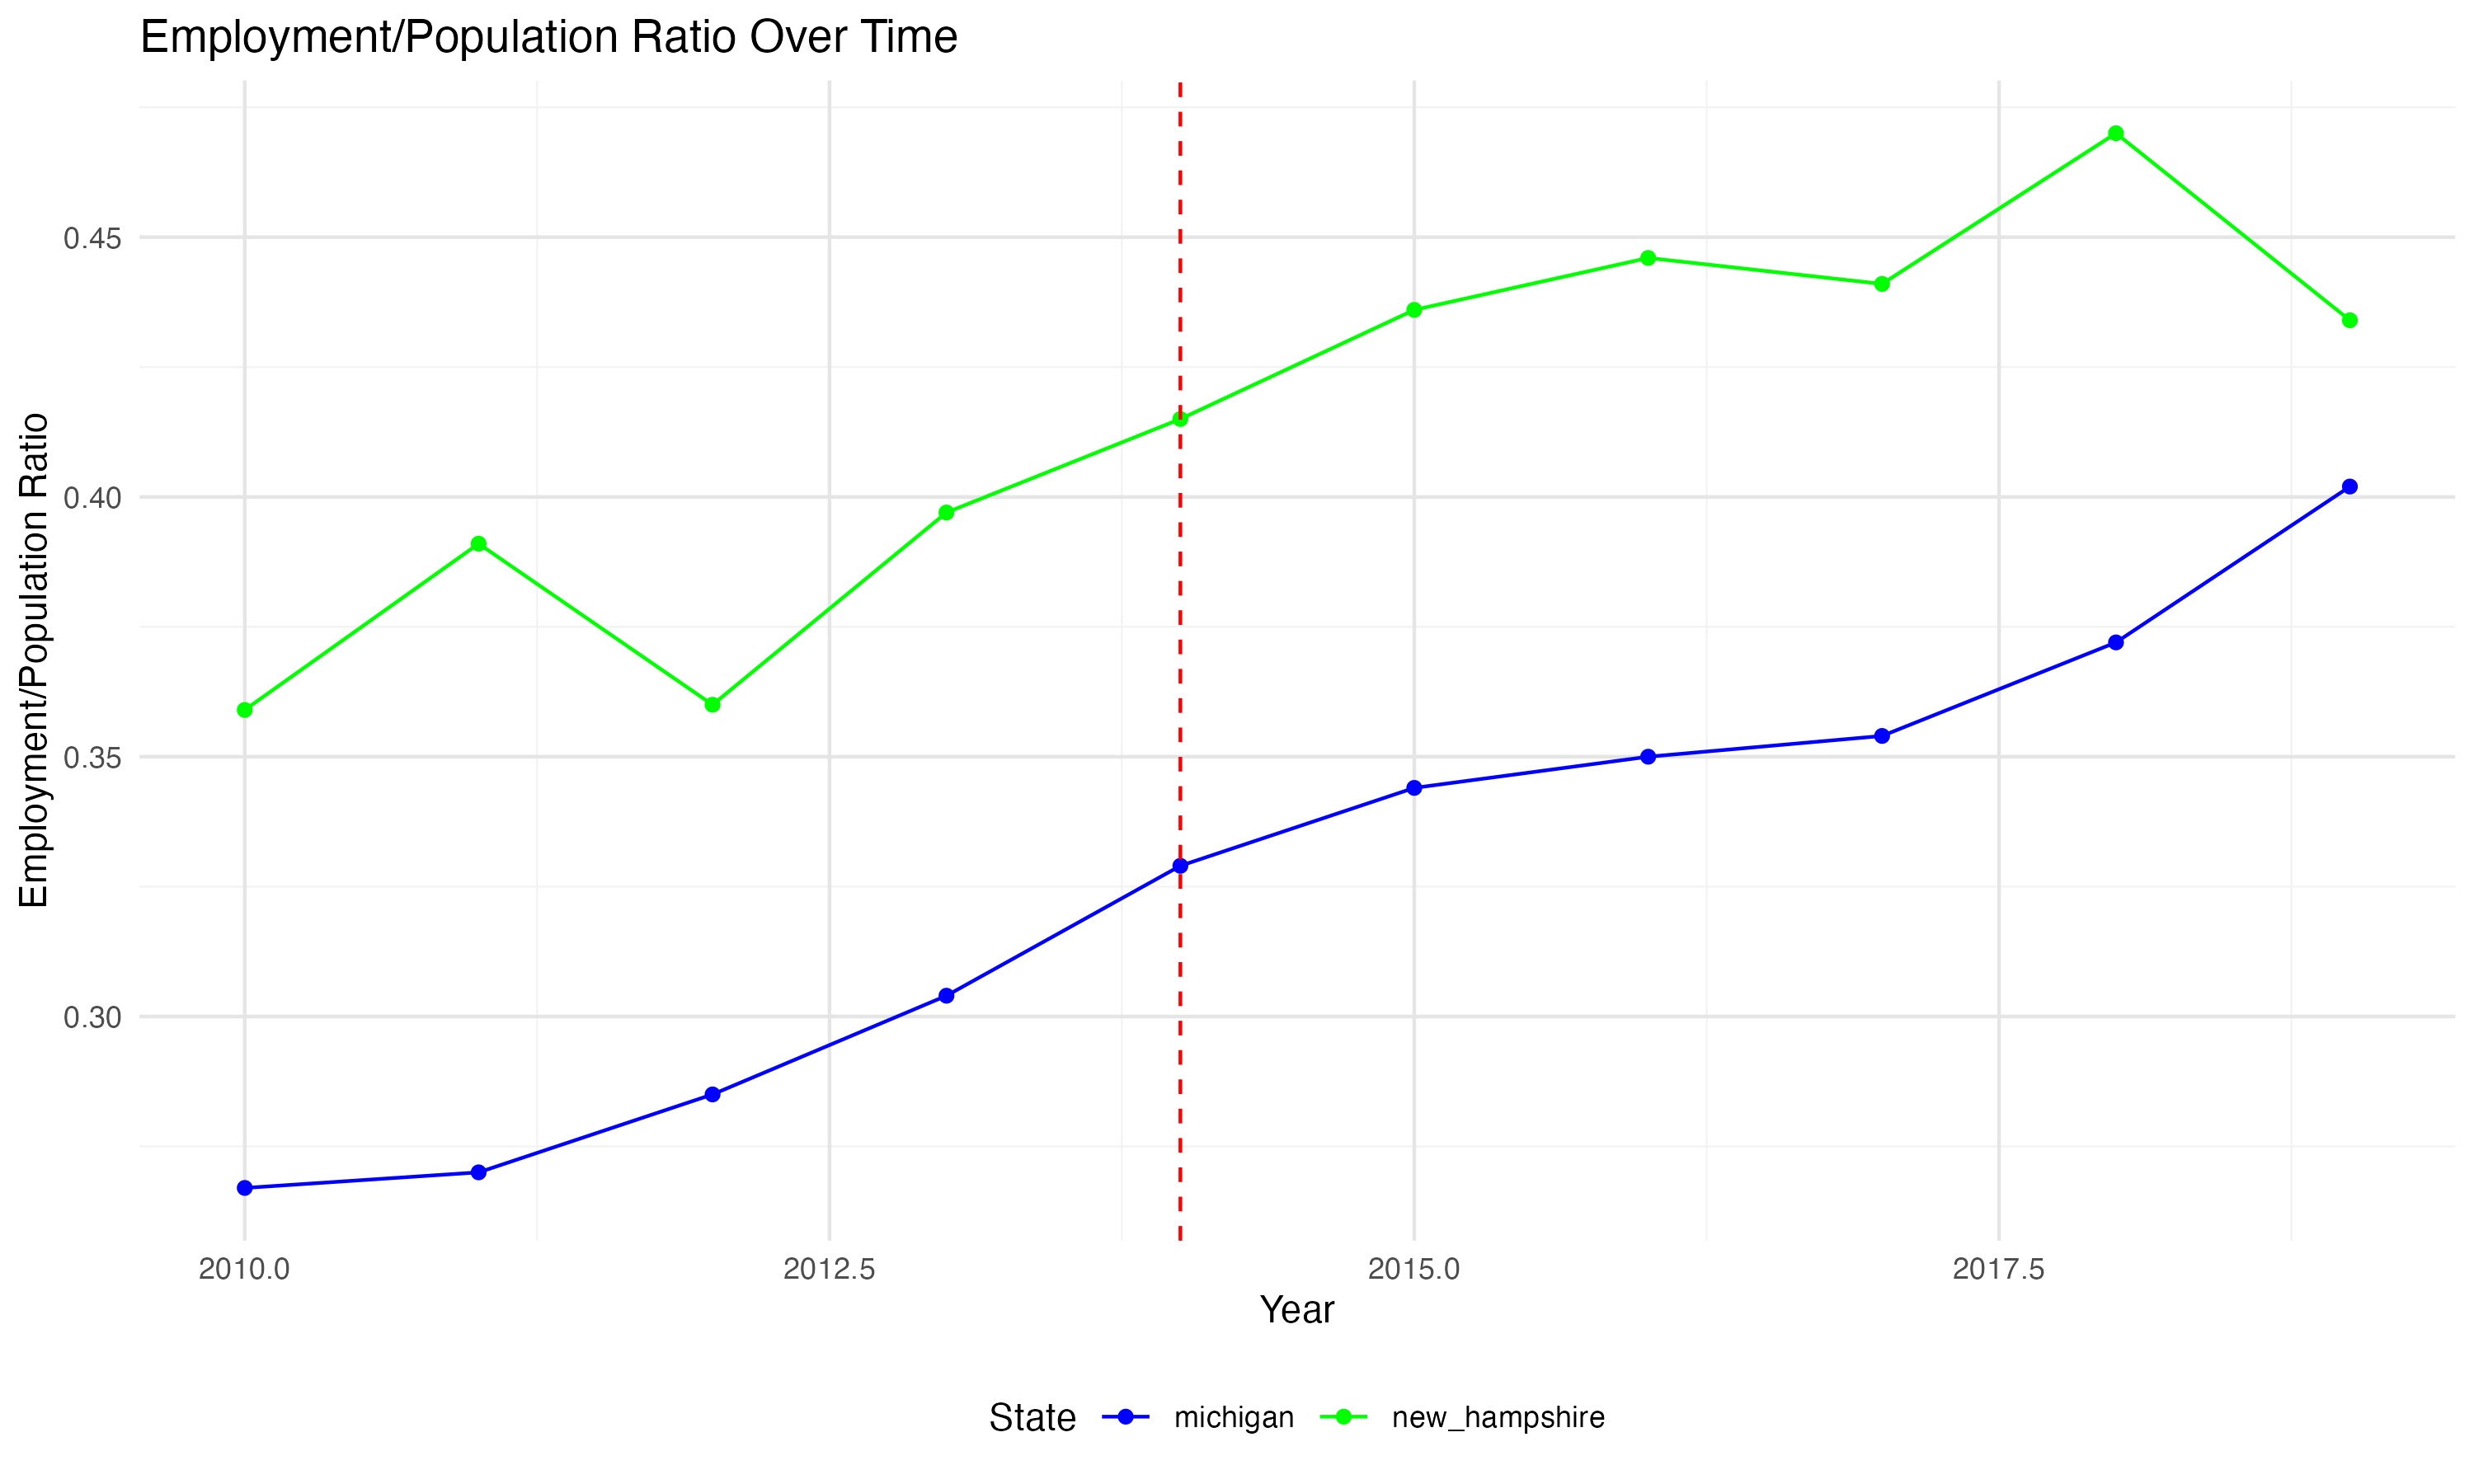 Employment/Population Ratio Over Time
Employment/Population Ratio
0.45
0.40
0.35
0.30
2010.0 2012.5 2015.0 2017.5
Year
State michigan new_hampshire